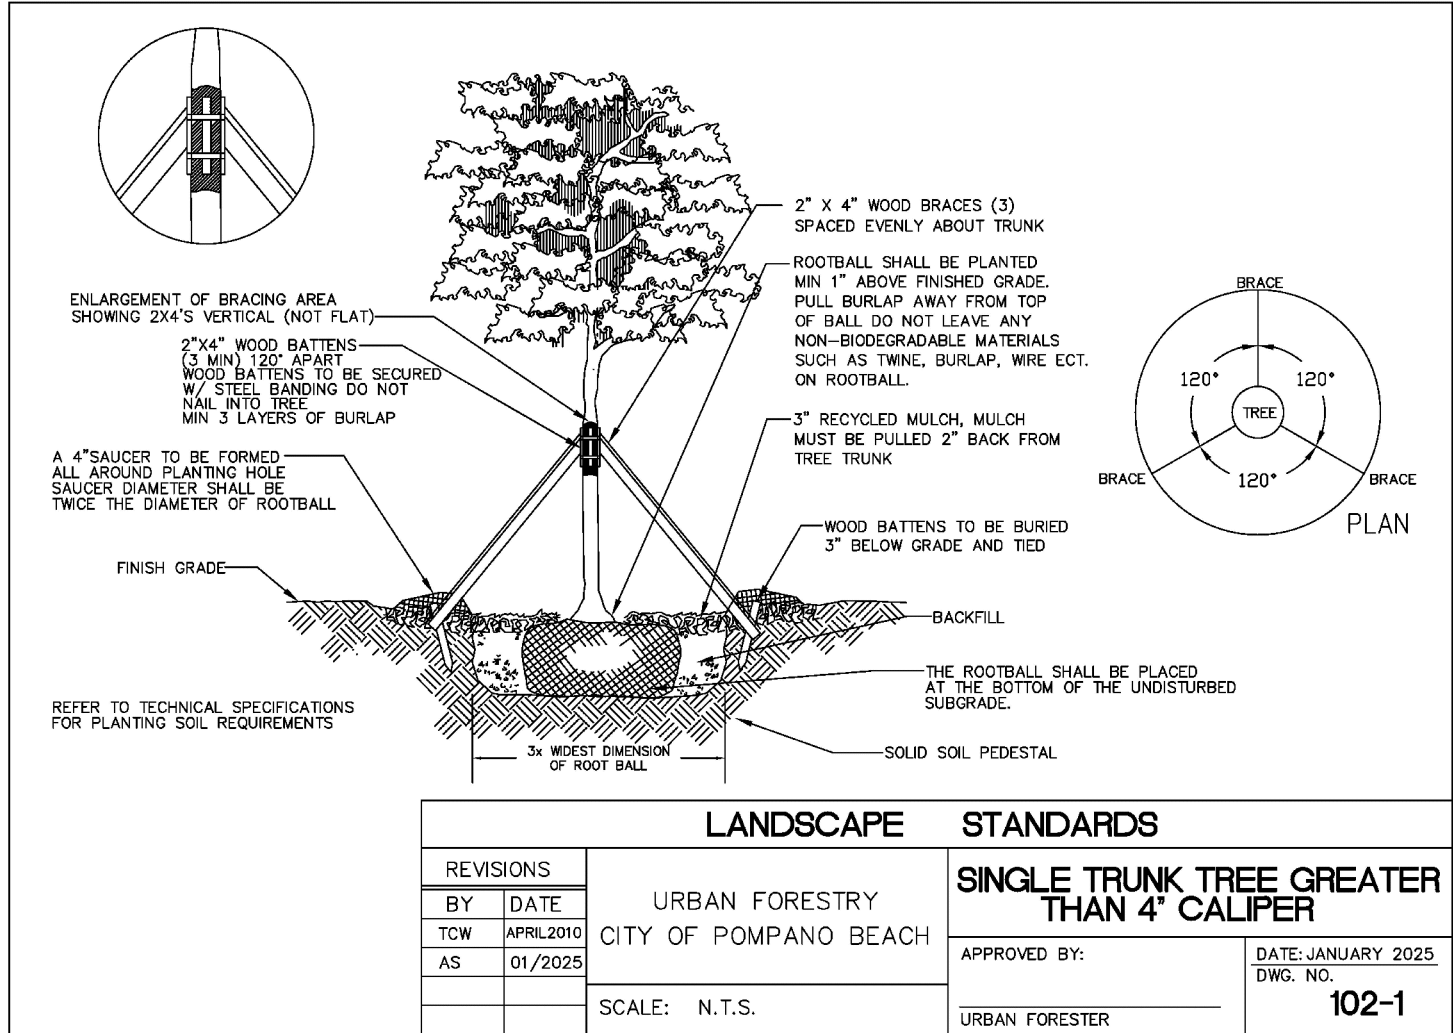 ENLARGEMENT OF BRACING AREA
SHOWING 2X4'S VERTICAL (NOT FLAT)
2"X4" WOOD BATTENS
(3 MIN) 120° APART
WOOD BATTENS TO BE SECURED
W/ STEEL BANDING DO NOT
NAIL INTO TREE
MIN 3 LAYERS OF BURLAP
A 4"SAUCER TO BE FORMED
ALL AROUND PLANTING HOLE
SAUCER DIAMETER SHALL BE
TWICE THE DIAMETER OF ROOTBALL
FINISH GRADE
REFER TO TECHNICAL SPECIFICATIONS
FOR PLANTING SOIL REQUIREMENTS
2" X 4" WOOD BRACES (3)
SPACED EVENLY ABOUT TRUNK
ROOTBALL SHALL BE PLANTED
MIN 1" ABOVE FINISHED GRADE.
PULL BURLAP AWAY FROM TOP
OF BALL DO NOT LEAVE ANY
NON-BIODEGRADABLE MATERIALS
SUCH AS TWINE, BURLAP, WIRE ECT.
ON ROOTBALL.
3" RECYCLED MULCH, MULCH
MUST BE PULLED 2" BACK FROM
TREE TRUNK
WOOD BATTENS TO BE BURIED
3" BELOW GRADE AND TIED
BACKFILL
THE ROOTBALL SHALL BE PLACED
AT THE BOTTOM OF THE UNDISTURBED
SUBGRADE.
SOLID SOIL PEDESTAL
3x WIDEST DIMENSION
OF ROOT BALL
BRACE
120°
120°
TREE
120°
BRACE
BRACE
PLAN
LANDSCAPE STANDARDS
REVISIONS
BY DATE
TCW APRIL2010
AS 01/2025
URBAN FORESTRY
CITY OF POMPANO BEACH
SCALE: N.T.S.
SINGLE TRUNK TREE GREATER
THAN 4" CALIPER
APPROVED BY:
URBAN FORESTER
DATE: JANUARY 2025
DWG. NO.
102-1